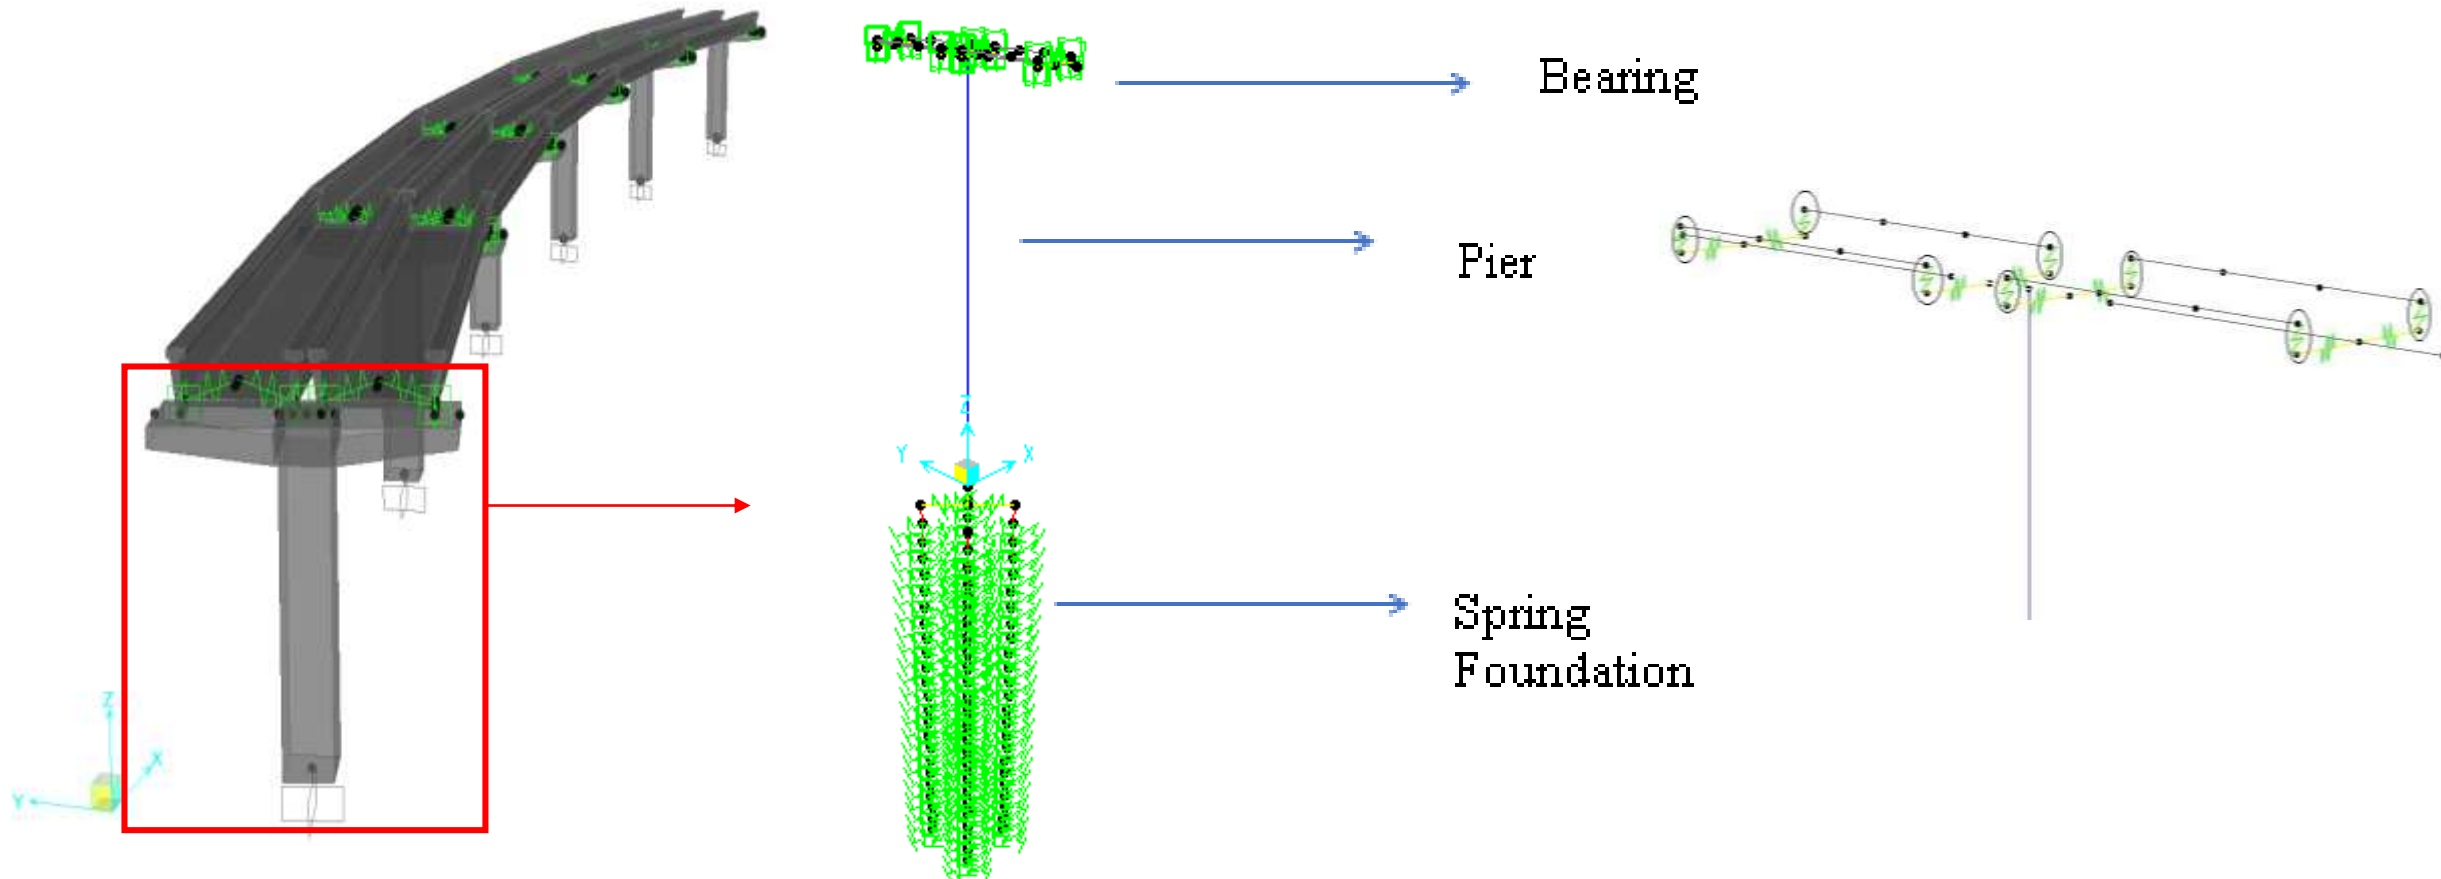 Bearing
Pier
Z
Y
X
Spring
Foundation
Z
X
Y